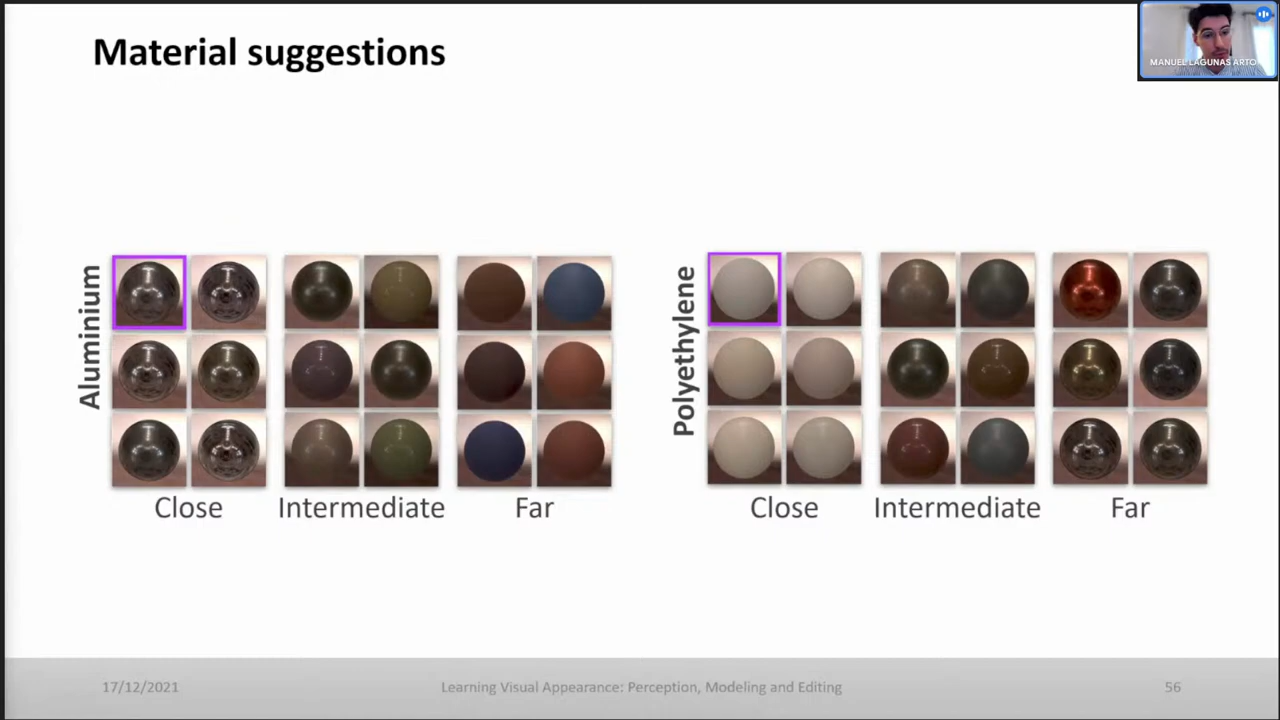 Material suggestions
MANUEL LAGUNAS ARTO
Aluminium
Close
Intermediate
Far
Polyethylene
Close
Intermediate
Far
17/12/2021
Learning Visual Appearance: Perception, Modeling and Editing
56